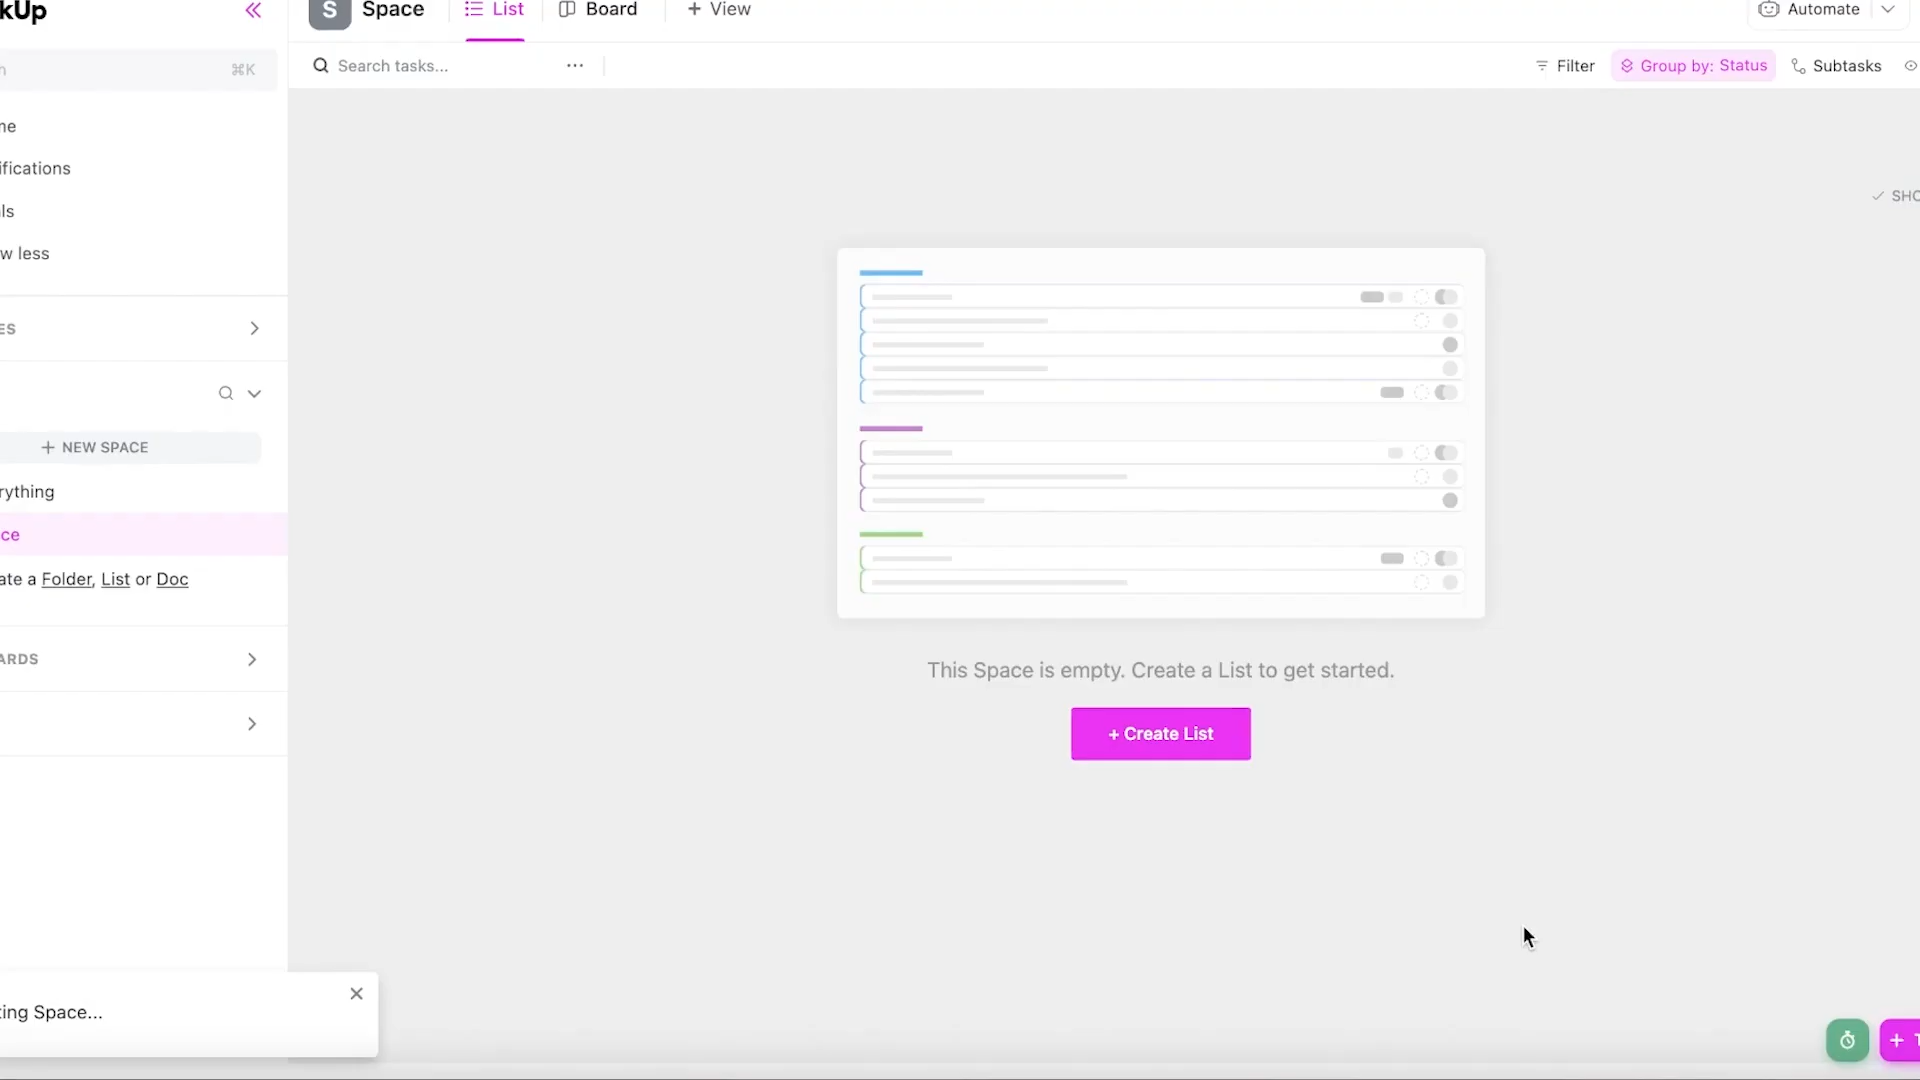 kUp
S Space List Board + View
Automate
⌘K
Search tasks...
...
Filter
Group by: Status
Subtasks
me
ifications
ls
w less
SHO
ES
+ NEW SPACE
rything
ce
ate a Folder, List or Doc
ARDS
This Space is empty. Create a List to get started.
+ Create List
ting Space...
+ T